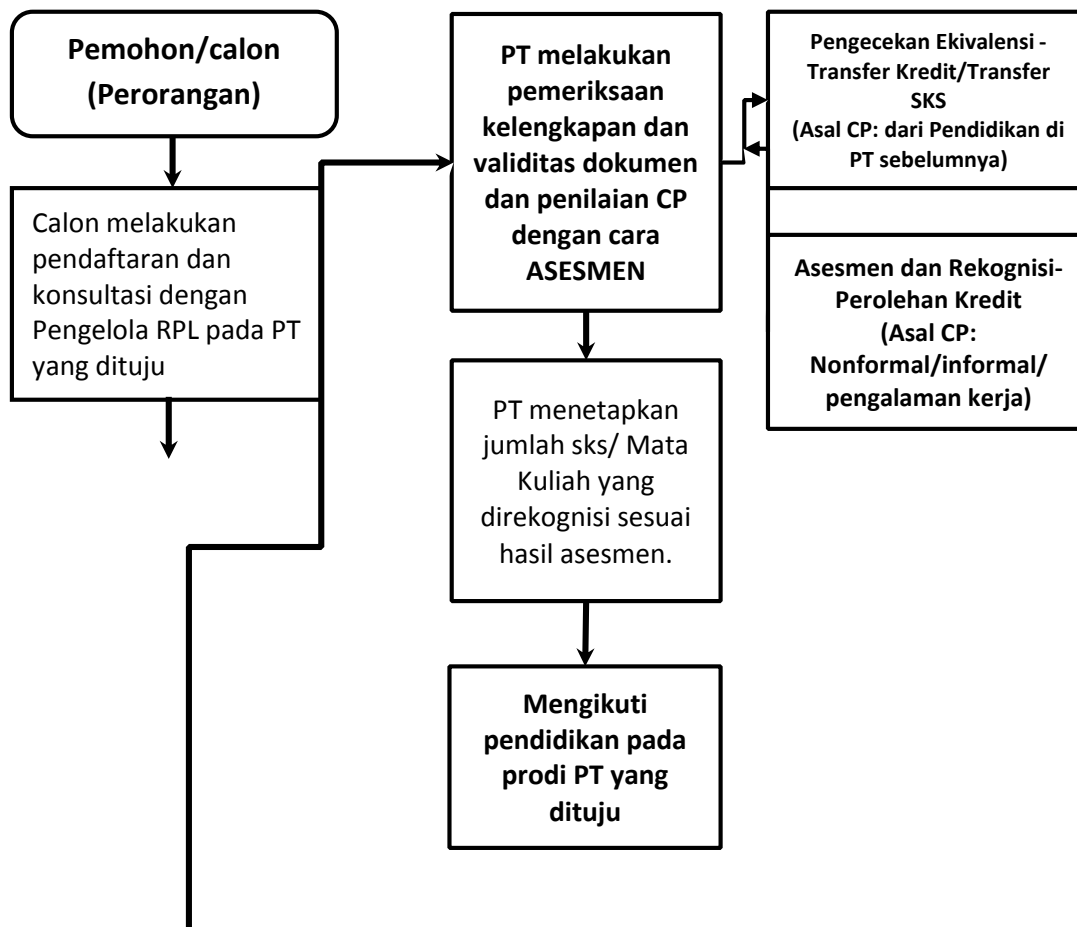 Pemohon/calon
(Perorangan)
Calon melakukan
pendaftaran dan
konsultasi dengan
Pengelola RPL pada PT
yang dituju
PT melakukan
pemeriksaan
kelengkapan dan
validitas dokumen
dan penilaian CP
dengan cara
ASESMEN
PT menetapkan
jumlah sks/ Mata
Kuliah yang
direkognisi sesuai
hasil asesmen.
Mengikuti
pendidikan pada
prodi PT yang
dituju
Pengecekan Ekivalensi -
Transfer Kredit/Transfer
SKS
(Asal CP: dari Pendidikan di
PT sebelumnya)
Asesmen dan Rekognisi-
Perolehan Kredit
(Asal CP:
Nonformal/informal/
pengalaman kerja)